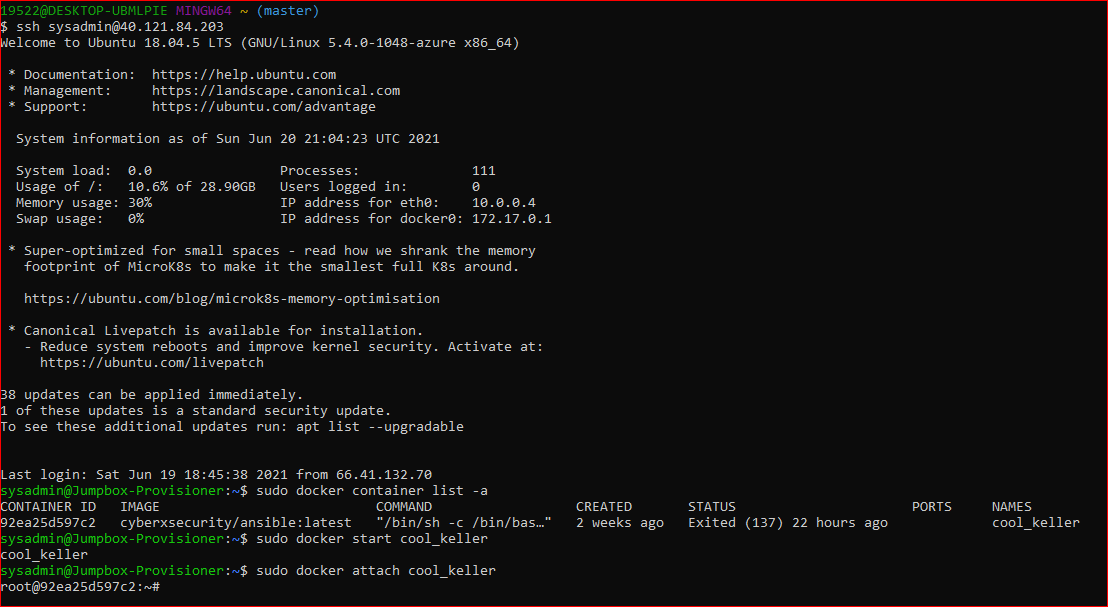 19522@DESKTOP-UBMLPIE MINGW64 ~ (master)
$ ssh sysadmin@40.121.84.203
Welcome to Ubuntu 18.04.5 LTS (GNU/Linux 5.4.0-1048-azure x86_64)
* Documentation:  https://help.ubuntu.com
* Management:     https://landscape.canonical.com
* Support:        https://ubuntu.com/advantage
System information as of Sun Jun 20 21:04:23 UTC 2021
System load:  0.0                Processes:              111
Usage of /:   10.6% of 28.90GB   Users logged in:        0
Memory usage: 30%                IP address for eth0:    10.0.0.4
Swap usage:   0%                 IP address for docker0: 172.17.0.1
* Super-optimized for small spaces - read how we shrank the memory
footprint of MicroK8s to make it the smallest full K8s around.
https://ubuntu.com/blog/microk8s-memory-optimisation
* Canonical Livepatch is available for installation.
- Reduce system reboots and improve kernel security. Activate at:
https://ubuntu.com/livepatch
38 updates can be applied immediately.
1 of these updates is a standard security update.
To see these additional updates run: apt list --upgradable
Last login: Sat Jun 19 18:45:38 2021 from 66.41.132.70
sysadmin@Jumpbox-Provisioner:~$ sudo docker container list -a
CONTAINER ID   IMAGE                          COMMAND                  CREATED       STATUS                      PORTS     NAMES
92ea25d597c2   cyberxsecurity/ansible:latest   "/bin/sh -c /bin/bas…"   2 weeks ago   Exited (137) 22 hours ago             cool_keller
sysadmin@Jumpbox-Provisioner:~$ sudo docker start cool_keller
cool_keller
sysadmin@Jumpbox-Provisioner:~$ sudo docker attach cool_keller
root@92ea25d597c2:~#